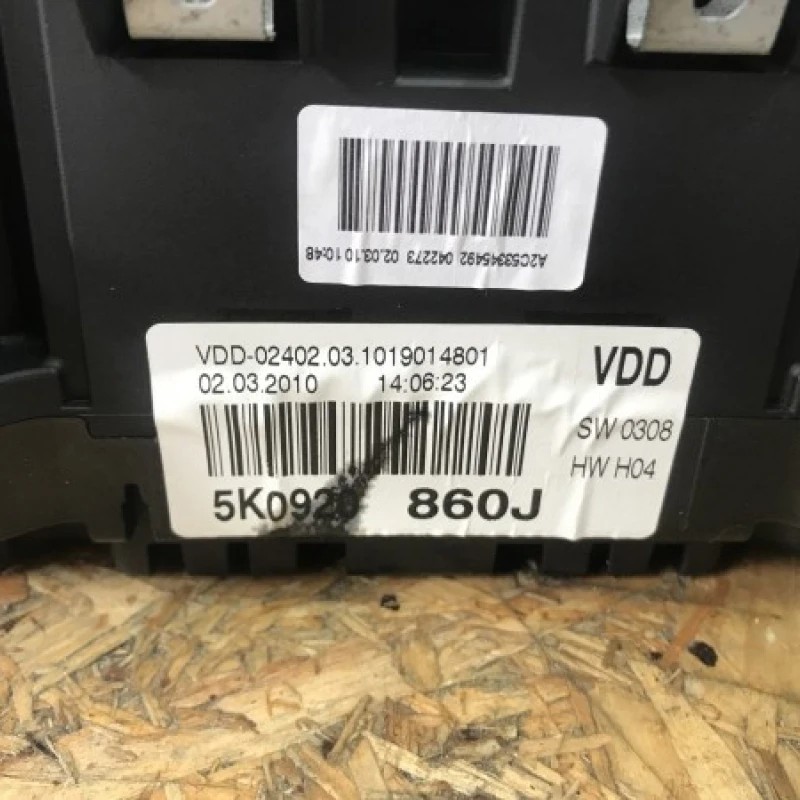 A2C53345492 042273 02.03.10 10:48
VDD-02402.03.1019014801
02.03.2010 14:06:23
VDD
SW 0308
HW H04
5K0920 860J